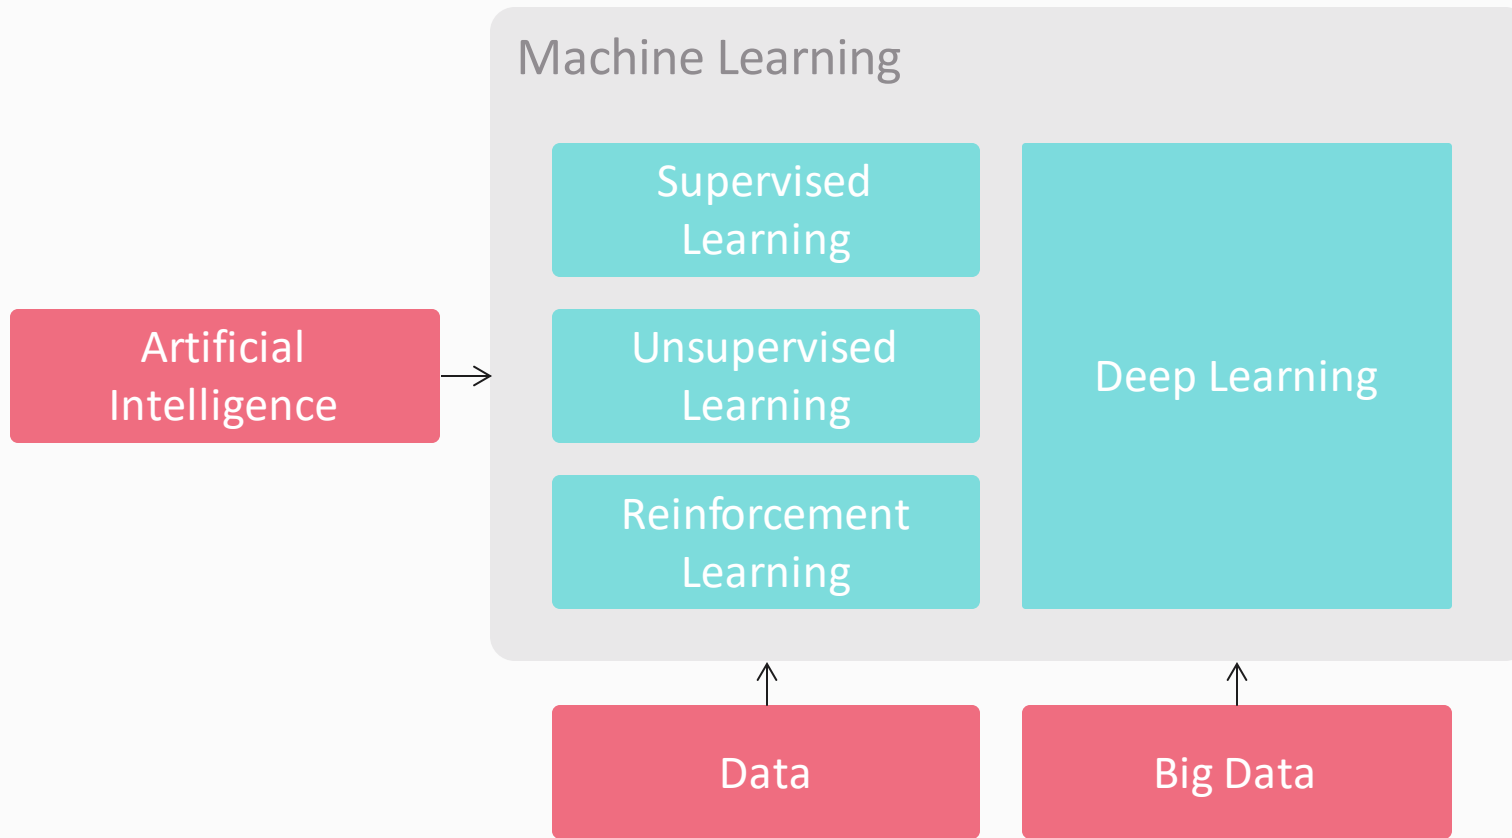 Machine Learning
Supervised
Learning
Artificial
Intelligence
Unsupervised
Learning
Deep Learning
Reinforcement
Learning
Data
Big Data